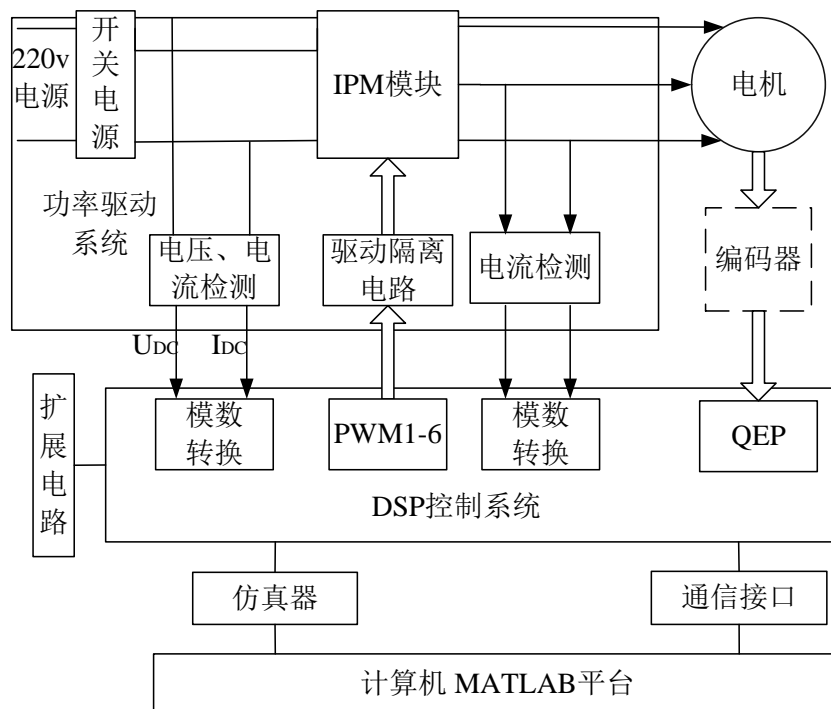 220v
电源
开
关
电
源
IPM模块
电机
功率驱动
系统
电压、电
流检测
驱动隔离
电路
电流检测
编码器
UDC
IDC
扩
展
电
路
模数
转换
PWM1-6
模数
转换
QEP
DSP控制系统
仿真器
通信接口
计算机 MATLAB平台